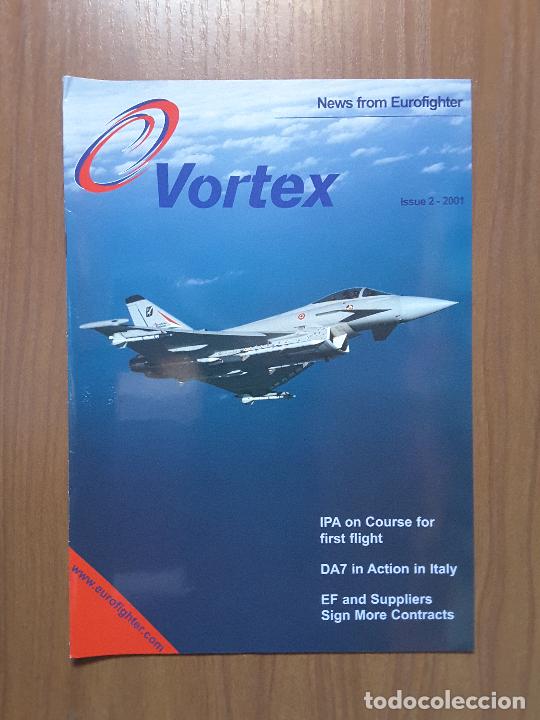 News from Eurofighter
Vortex
Issue 2 - 2001
IPA on Course for
first flight
DA7 in Action in Italy
EF and Suppliers
Sign More Contracts
www.eurofighter.com
todocoleccion